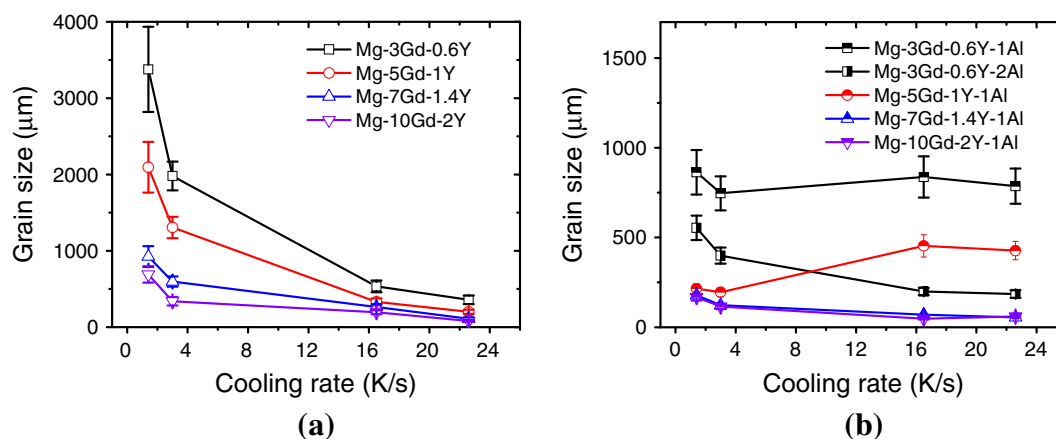 4000
3000
2000
1000
0
Grain size (μm)
Mg-3Gd-0.6Y
Mg-5Gd-1Y
Mg-7Gd-1.4Y
Mg-10Gd-2Y
0 4 8 12 16 20 24
Cooling rate (K/s)
(a)
1500
1000
500
0
Grain size (μm)
Mg-3Gd-0.6Y-1Al
Mg-3Gd-0.6Y-2Al
Mg-5Gd-1Y-1Al
Mg-7Gd-1.4Y-1Al
Mg-10Gd-2Y-1Al
0 4 8 12 16 20 24
Cooling rate (K/s)
(b)